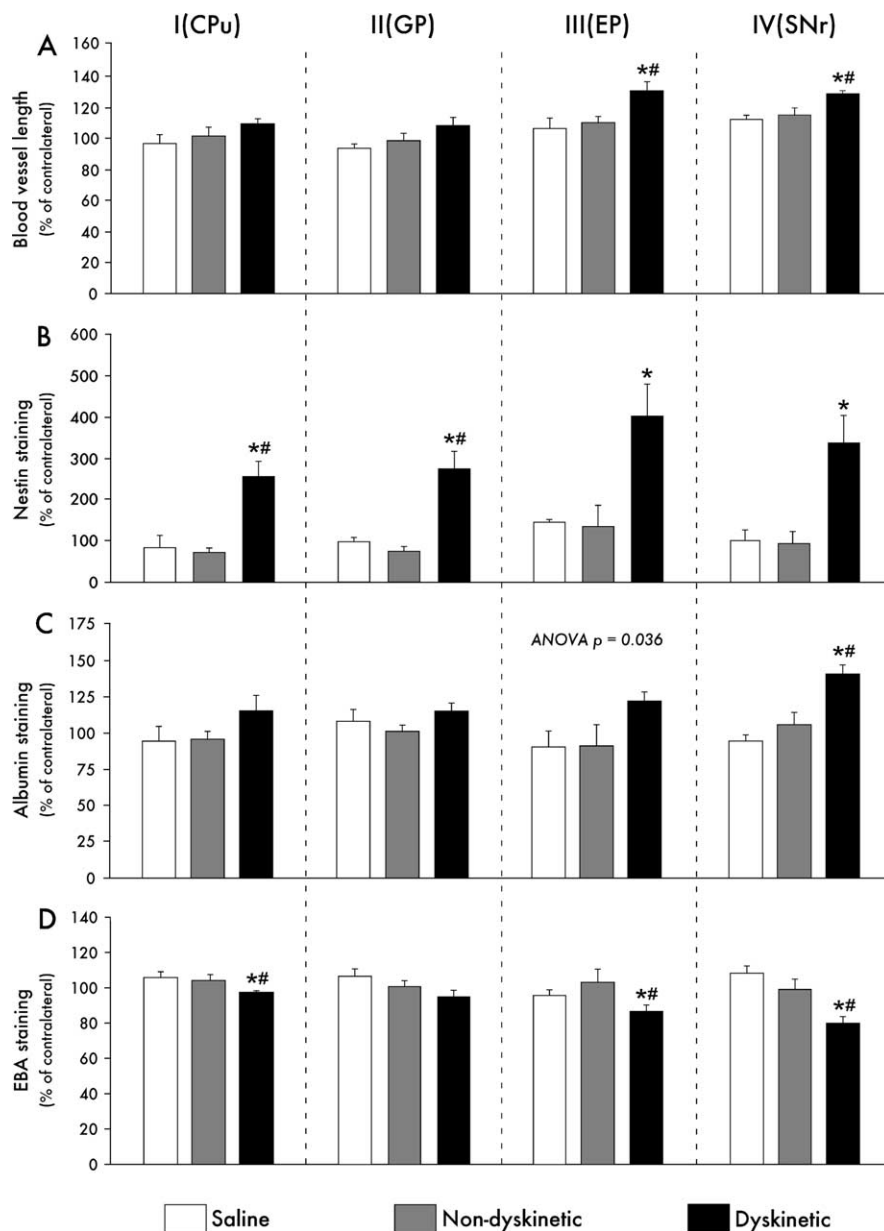 I(CPu) II(GP) III(EP) IV(SNr)
A
Blood vessel length
(% of contralateral)
160
140
120
100
80
60
40
20
0
*#
*#
B
Nestin staining
(% of contralateral)
600
500
400
300
200
100
0
*#
*#
*
*
C
Albumin staining
(% of contralateral)
175
150
125
100
75
50
25
0
ANOVA p = 0.036
*#
D
EBA staining
(% of contralateral)
140
120
100
80
60
40
20
0
*#
*#
*#
Saline Non-dyskinetic Dyskinetic